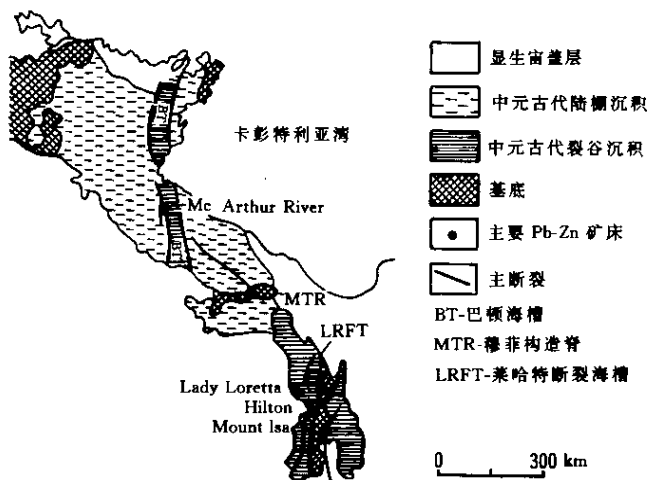 BT
卡彭特利亚湾
Mc Arthur River
BT
MTR
LRFT
Lady Loretta
Hilton
Mount Isa
显生宙盖层
中元古代陆棚沉积
中元古代裂谷沉积
基底
主要 Pb-Zn 矿床
主断裂
BT-巴顿海槽
MTR-穆菲构造脊
LRFT-莱哈特断裂海槽
0 300 km